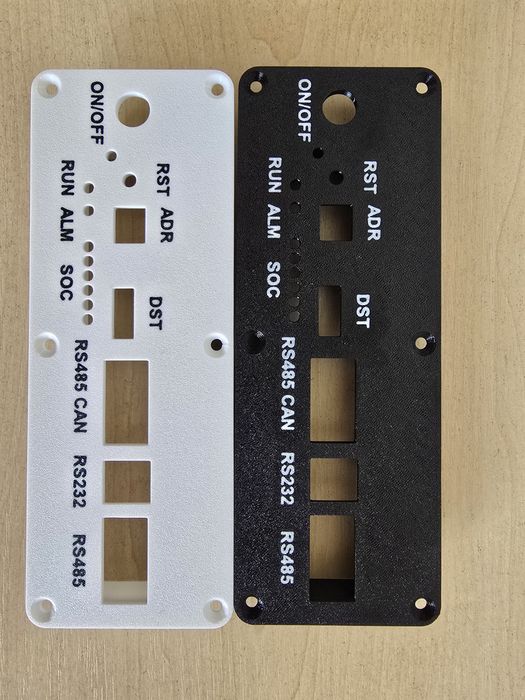 ON/OFF
RST
RUN
ALM
ADR
SOC
DST
RS485 CAN
RS232
RS485
ON/OFF
RST
RUN
ALM
ADR
SOC
DST
RS485 CAN
RS232
RS485